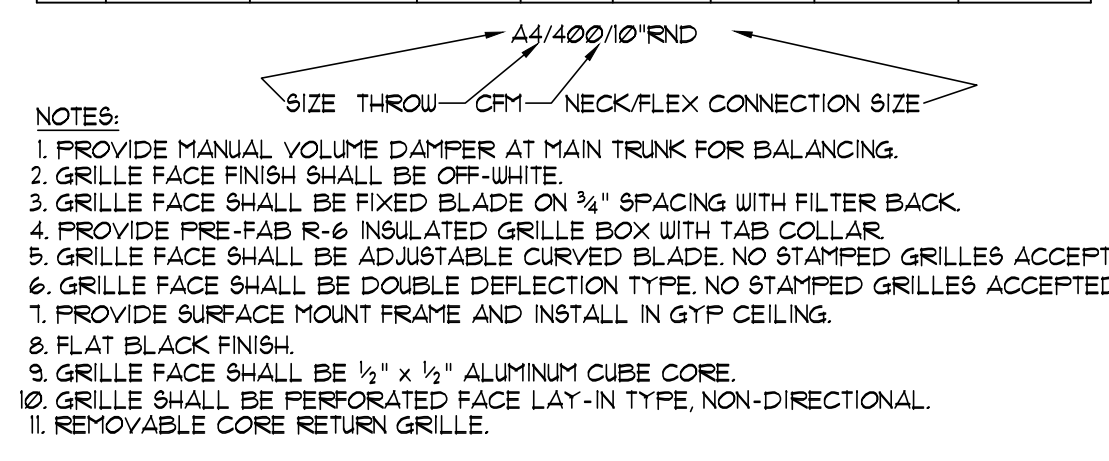 A4/400/10"RND
SIZE THROW CFM NECK/FLEX CONNECTION SIZE
NOTES:
1. PROVIDE MANUAL VOLUME DAMPER AT MAIN TRUNK FOR BALANCING.
2. GRILLE FACE FINISH SHALL BE OFF-WHITE.
3. GRILLE FACE SHALL BE FIXED BLADE ON ¾" SPACING WITH FILTER BACK.
4. PROVIDE PRE-FAB R-6 INSULATED GRILLE BOX WITH TAB COLLAR.
5. GRILLE FACE SHALL BE ADJUSTABLE CURVED BLADE. NO STAMPED GRILLES ACCEPT
6. GRILLE FACE SHALL BE DOUBLE DEFLECTION TYPE. NO STAMPED GRILLES ACCEPTED
7. PROVIDE SURFACE MOUNT FRAME AND INSTALL IN GYP CEILING.
8. FLAT BLACK FINISH.
9. GRILLE FACE SHALL BE ½" x ½" ALUMINUM CUBE CORE.
10. GRILLE SHALL BE PERFORATED FACE LAY-IN TYPE, NON-DIRECTIONAL.
11. REMOVABLE CORE RETURN GRILLE.